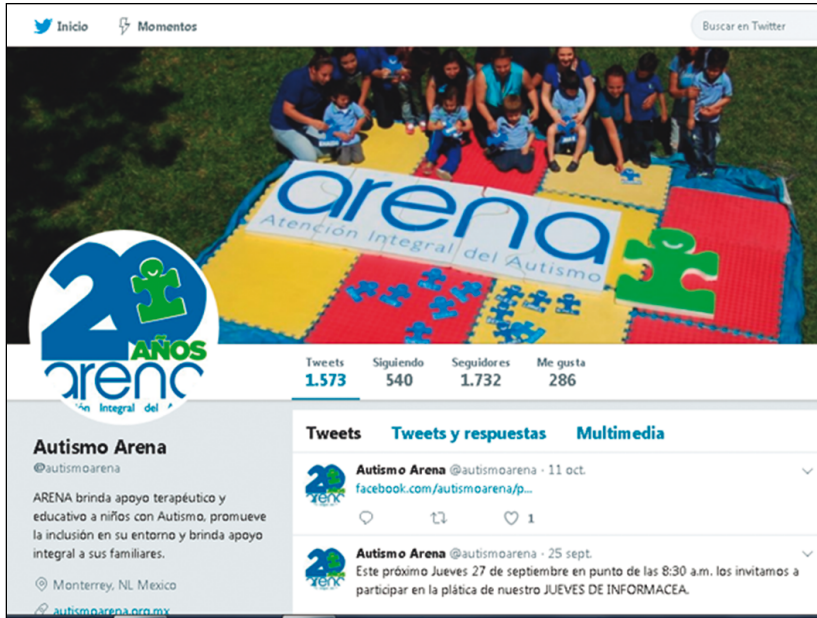 Inicio Momentos Buscar en Twitter
arena
Atención Integral del Autismo
20
AÑOS
arena
Integral del
Tweets Siguiendo Seguidores Me gusta
1.573 540 1.732 286
Autismo Arena
@autismoarena
ARENA brinda apoyo terapéutico y
educativo a niños con Autismo, promueve
la inclusión en su entorno y brinda apoyo
integral a sus familiares.
Monterrey, NL Mexico
autismoarena.org.mx
Tweets Tweets y respuestas Multimedia
Autismo Arena @autismoarena · 11 oct.
facebook.com/autismoarena/p...
1
Autismo Arena @autismoarena · 25 sept.
Este próximo Jueves 27 de septiembre en punto de las 8:30 a.m. los invitamos a
participar en la plática de nuestro JUEVES DE INFORMACEA.